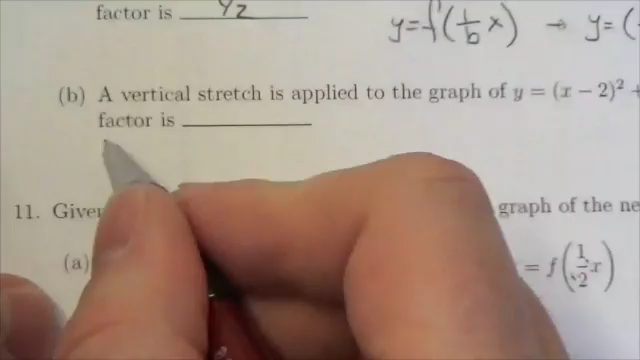 factor is 1/2
y=f(1/b x) → y=(
(b) A vertical stretch is applied to the graph of y = (x − 2)² +
factor is
11. Given
graph of the ne
(a)
= f(1/2 x)